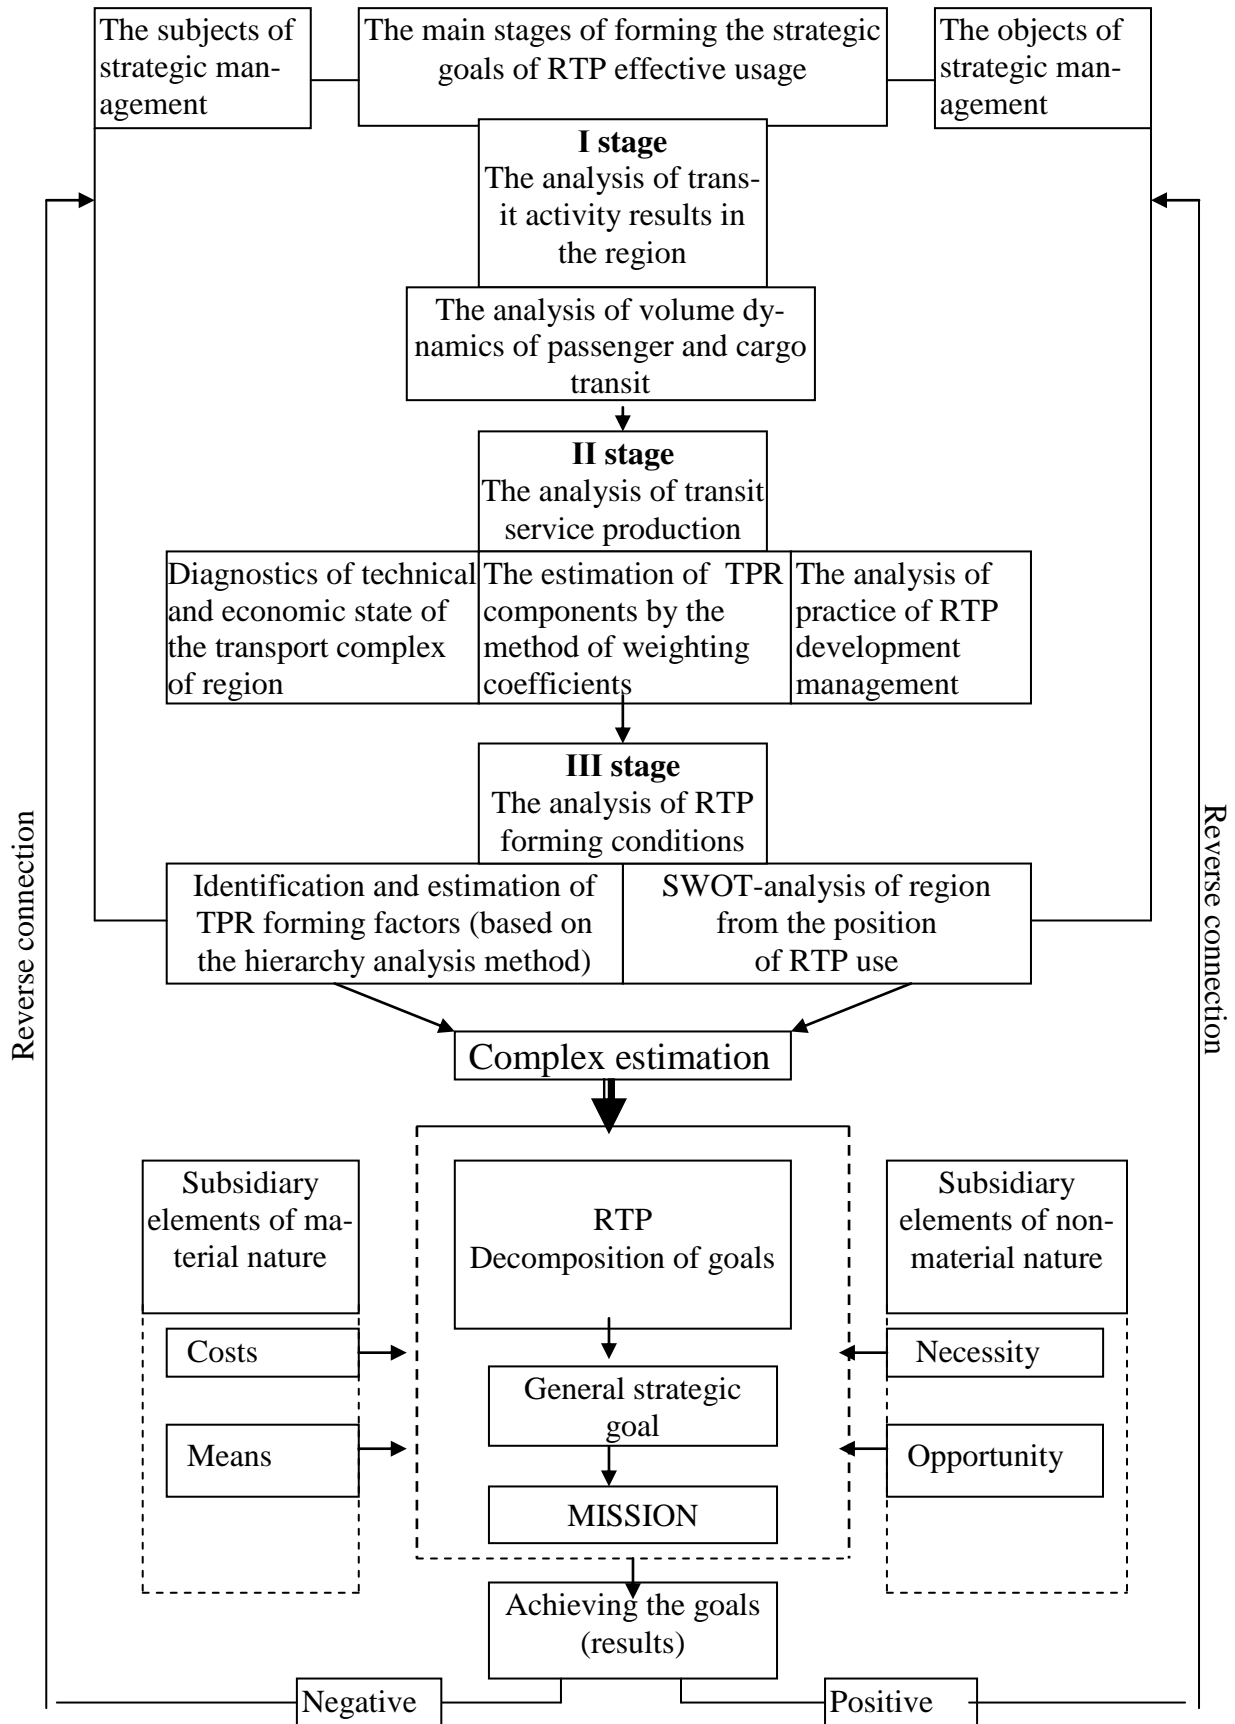 The subjects of
strategic man-
agement
The main stages of forming the strategic
goals of RTP effective usage
The objects of
strategic man-
agement
I stage
The analysis of trans-
it activity results in
the region
The analysis of volume dy-
namics of passenger and cargo
transit
II stage
The analysis of transit
service production
Diagnostics of technical
and economic state of
the transport complex
of region
The estimation of TPR
components by the
method of weighting
coefficients
The analysis of
practice of RTP
development
management
III stage
The analysis of RTP
forming conditions
Identification and estimation of
TPR forming factors (based on
the hierarchy analysis method)
SWOT-analysis of region
from the position
of RTP use
Reverse connection
Reverse connection
Complex estimation
Subsidiary
elements of ma-
terial nature
RTP
Decomposition of goals
Subsidiary
elements of non-
material nature
Costs
Necessity
General strategic
goal
Means
Opportunity
MISSION
Achieving the goals
(results)
Negative
Positive